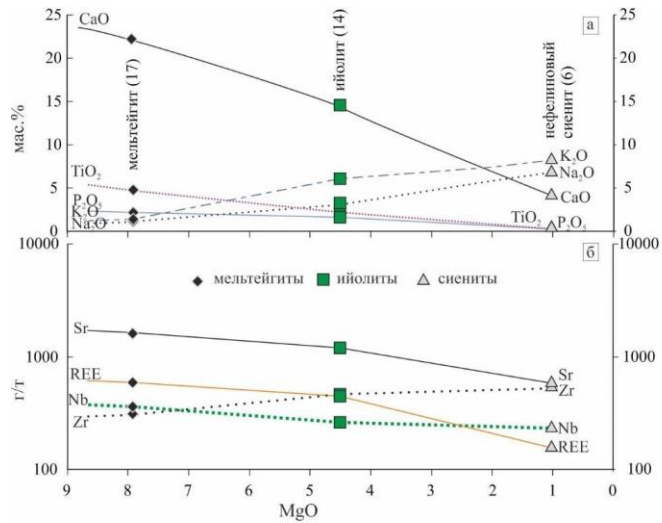 25
CaO
20
15
10
5
0
мас.%
TiO₂
P₂O₅
K₂O
Na₂O
мельтейгит (17)
ийолит (14)
нефелиновый
сиенит (6)
а
25
20
15
10
5
0
K₂O
Na₂O
CaO
TiO₂
P₂O₅
10000
1000
100
г/т
б
мельтейгиты
ийолиты
сиениты
Sr
REE
Nb
Zr
10000
1000
100
Sr
Zr
Nb
REE
9 8 7 6 5 4 3 2 1 0
MgO